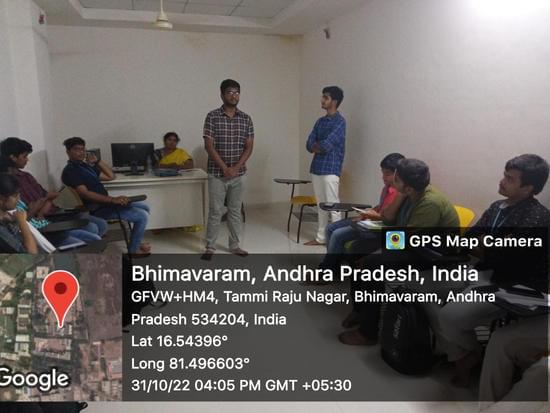 GPS Map Camera
Bhimavaram, Andhra Pradesh, India
GFVW+HM4, Tammi Raju Nagar, Bhimavaram, Andhra
Pradesh 534204, India
Lat 16.54396°
Long 81.496603°
31/10/22 04:05 PM GMT +05:30
Google
safari